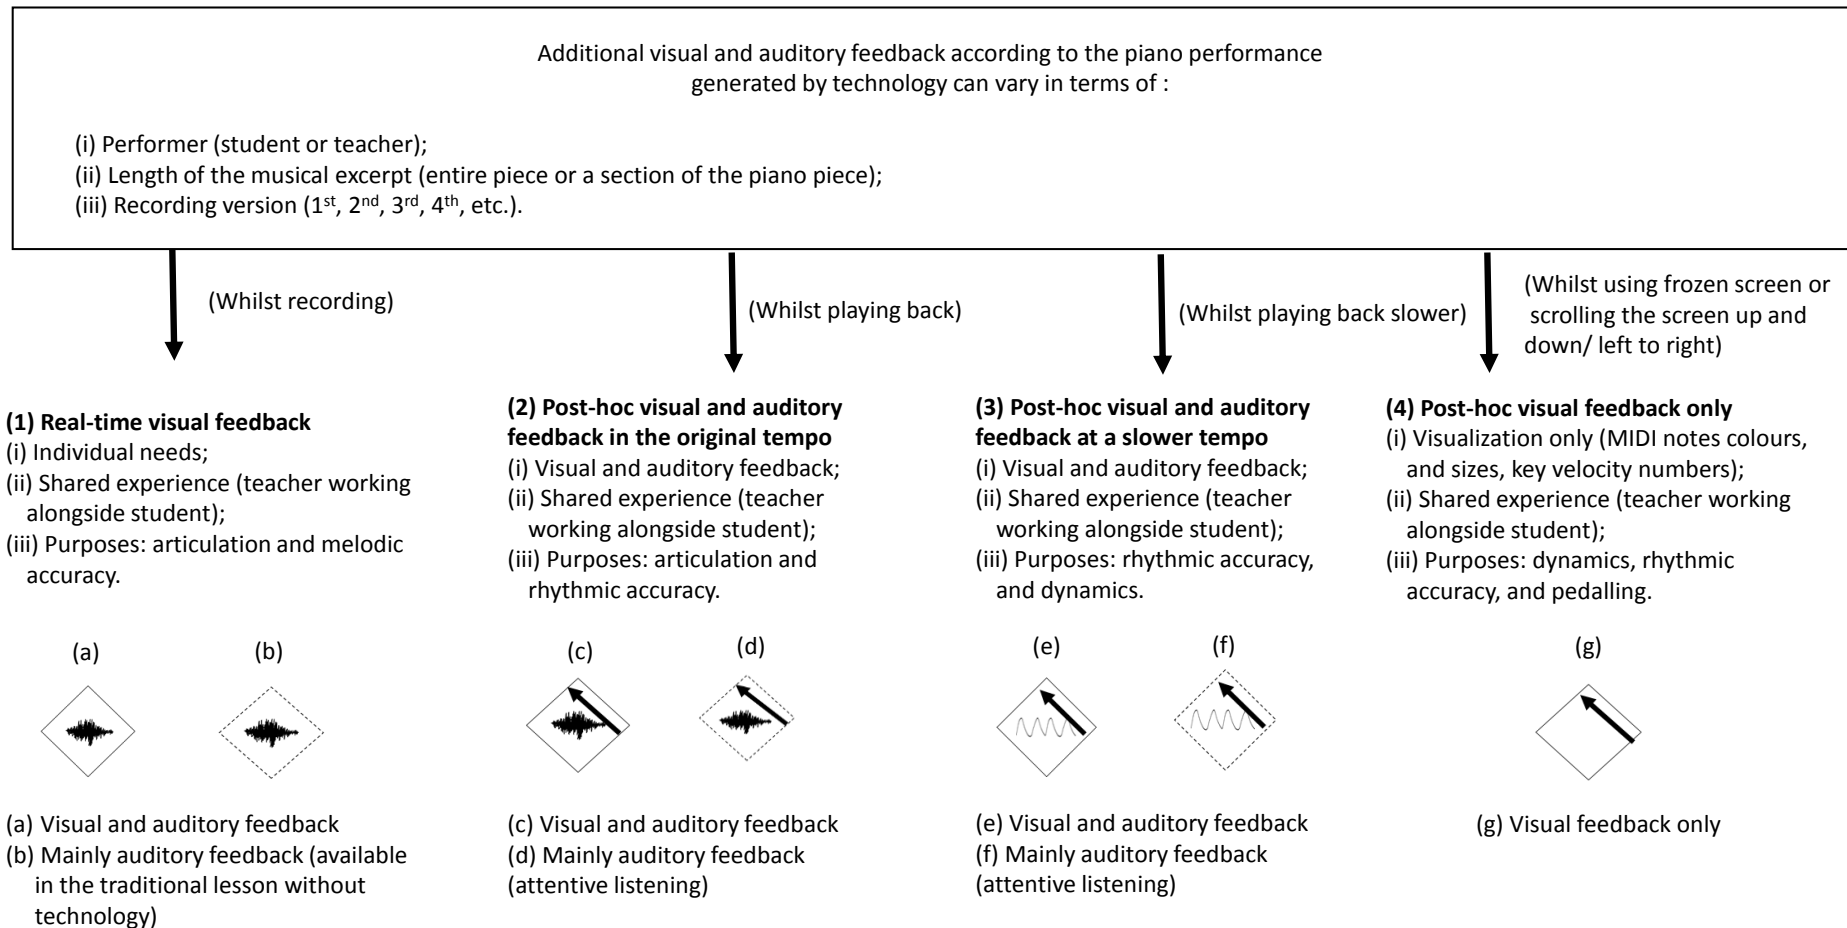 Additional visual and auditory feedback according to the piano performance
generated by technology can vary in terms of :
(i) Performer (student or teacher);
(ii) Length of the musical excerpt (entire piece or a section of the piano piece);
(iii) Recording version (1st, 2nd, 3rd, 4th, etc.).
(Whilst recording)
(Whilst playing back)
(Whilst playing back slower)
(Whilst using frozen screen or
scrolling the screen up and
down/ left to right)
(1) Real-time visual feedback
(i) Individual needs;
(ii) Shared experience (teacher working
alongside student);
(iii) Purposes: articulation and melodic
accuracy.
(2) Post-hoc visual and auditory
feedback in the original tempo
(i) Visual and auditory feedback;
(ii) Shared experience (teacher
working alongside student);
(iii) Purposes: articulation and
rhythmic accuracy.
(3) Post-hoc visual and auditory
feedback at a slower tempo
(i) Visual and auditory feedback;
(ii) Shared experience (teacher
working alongside student);
(iii) Purposes: rhythmic accuracy,
and dynamics.
(4) Post-hoc visual feedback only
(i) Visualization only (MIDI notes colours,
and sizes, key velocity numbers);
(ii) Shared experience (teacher working
alongside student);
(iii) Purposes: dynamics, rhythmic
accuracy, and pedalling.
(a)
(b)
(c)
(d)
(e)
(f)
(g)
(a) Visual and auditory feedback
(b) Mainly auditory feedback (available
in the traditional lesson without
technology)
(c) Visual and auditory feedback
(d) Mainly auditory feedback
(attentive listening)
(e) Visual and auditory feedback
(f) Mainly auditory feedback
(attentive listening)
(g) Visual feedback only